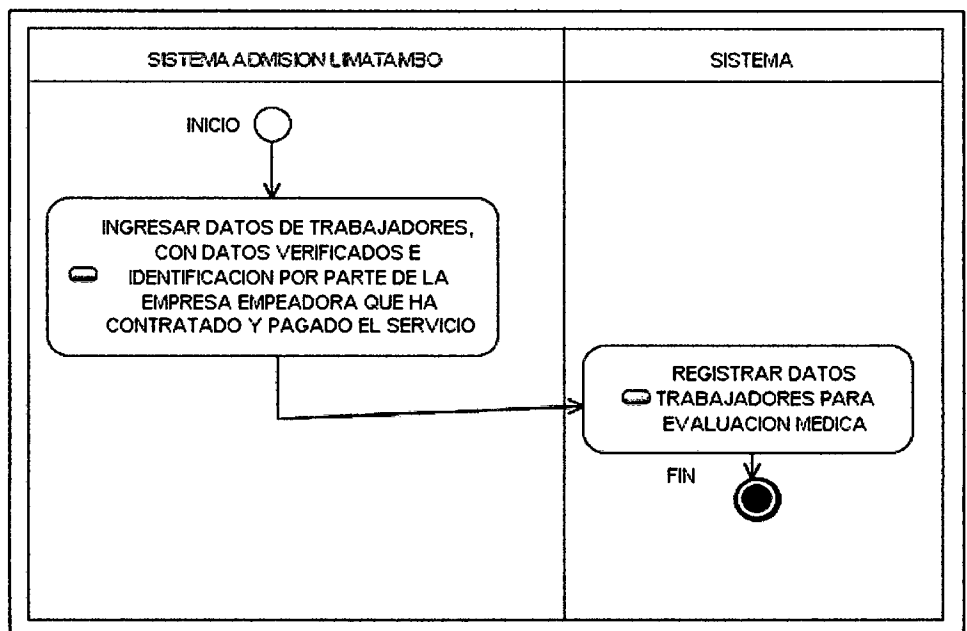 SISTEMA ADMISION LIMATAMBO
SISTEMA
INICIO
INGRESAR DATOS DE TRABAJADORES,
CON DATOS VERIFICADOS E
IDENTIFICACION POR PARTE DE LA
EMPRESA EMPEADORA QUE HA
CONTRATADO Y PAGADO EL SERVICIO
REGISTRAR DATOS
TRABAJADORES PARA
EVALUACION MEDICA
FIN